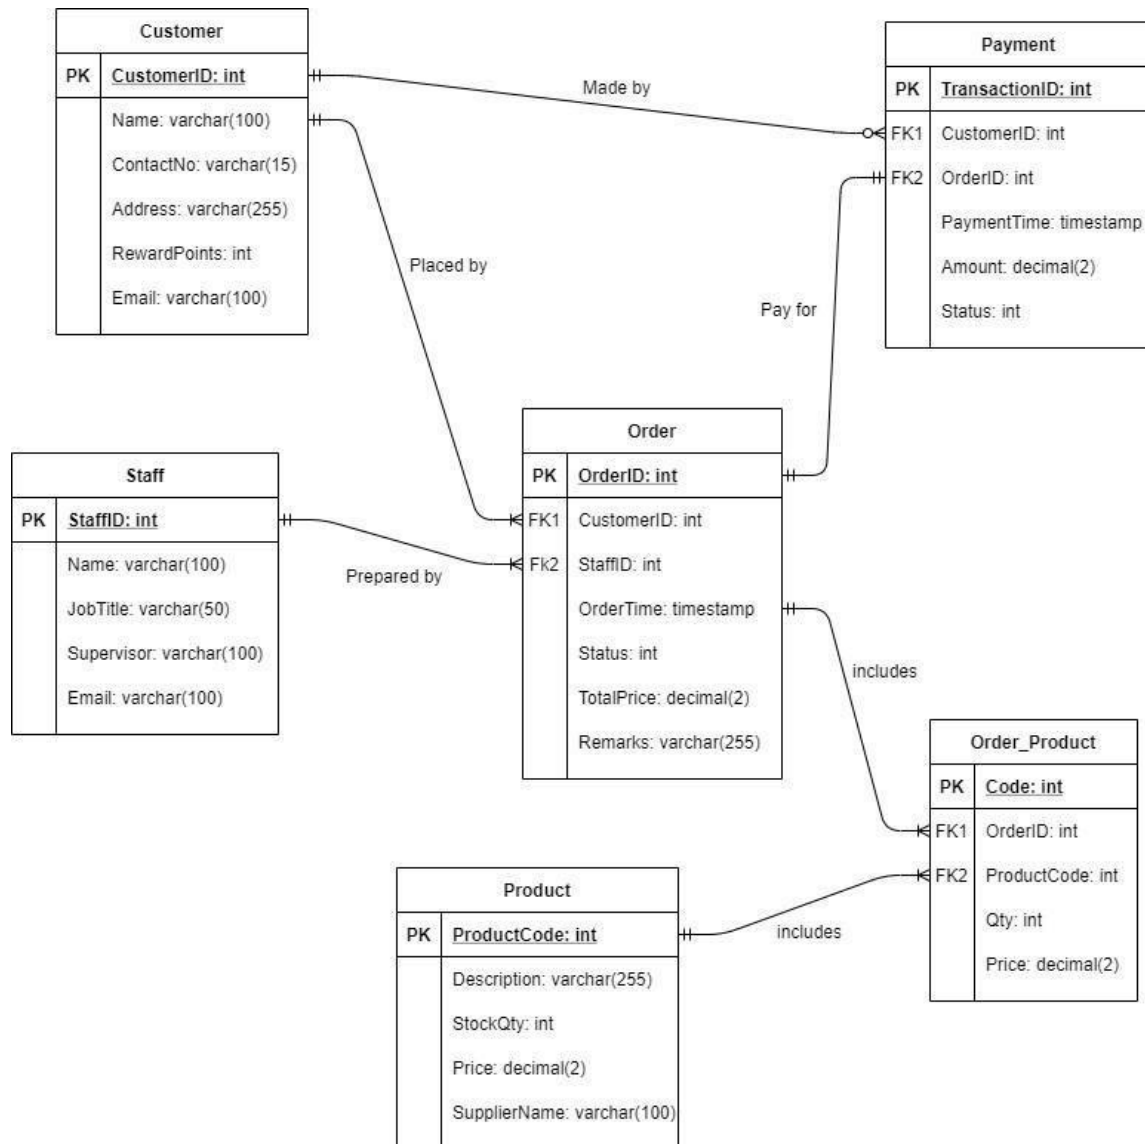 Customer
PK CustomerID: int
Name: varchar(100)
ContactNo: varchar(15)
Address: varchar(255)
RewardPoints: int
Email: varchar(100)
Made by
Payment
PK TransactionID: int
FK1 CustomerID: int
FK2 OrderID: int
PaymentTime: timestamp
Amount: decimal(2)
Status: int
Placed by
Pay for
Staff
PK StaffID: int
Name: varchar(100)
JobTitle: varchar(50)
Supervisor: varchar(100)
Email: varchar(100)
Prepared by
Order
PK OrderID: int
FK1 CustomerID: int
Fk2 StaffID: int
OrderTime: timestamp
Status: int
TotalPrice: decimal(2)
Remarks: varchar(255)
includes
Order_Product
PK Code: int
FK1 OrderID: int
FK2 ProductCode: int
Qty: int
Price: decimal(2)
includes
Product
PK ProductCode: int
Description: varchar(255)
StockQty: int
Price: decimal(2)
SupplierName: varchar(100)